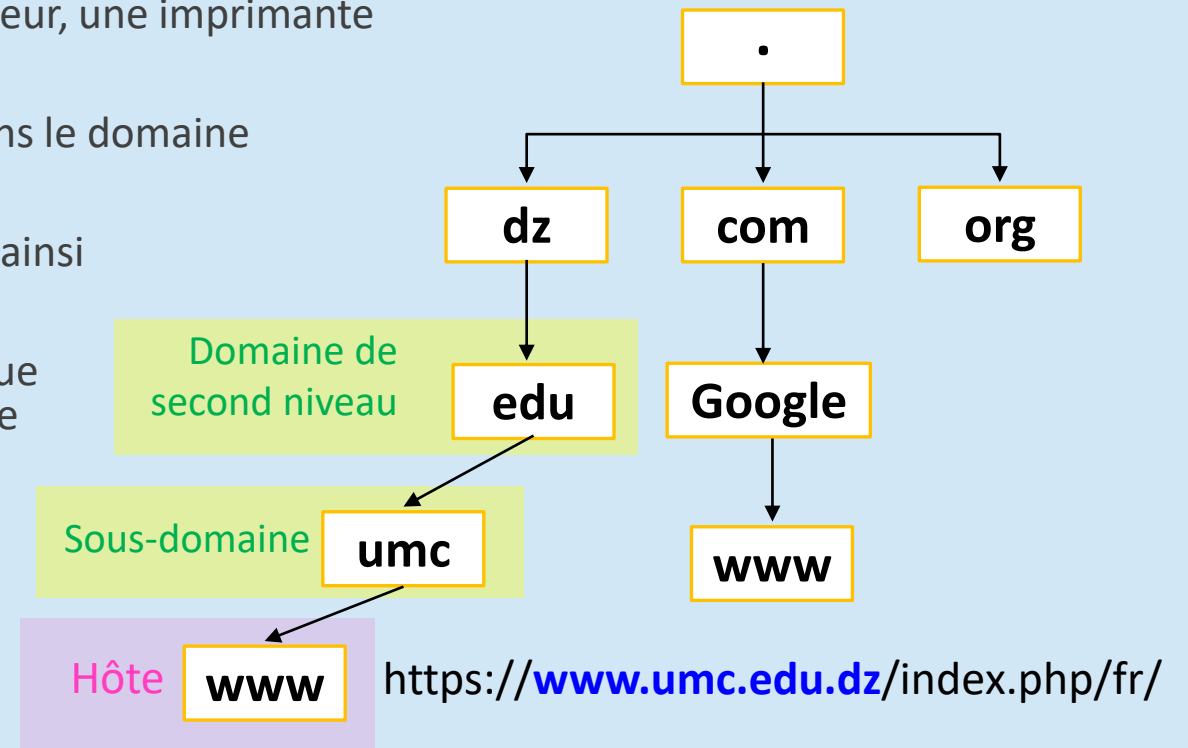 eur, une imprimante
.
ns le domaine
dz
com
org
ainsi
Domaine de
second niveau
ue
e
edu
Google
Sous-domaine
umc
www
Hôte
www
https://www.umc.edu.dz/index.php/fr/